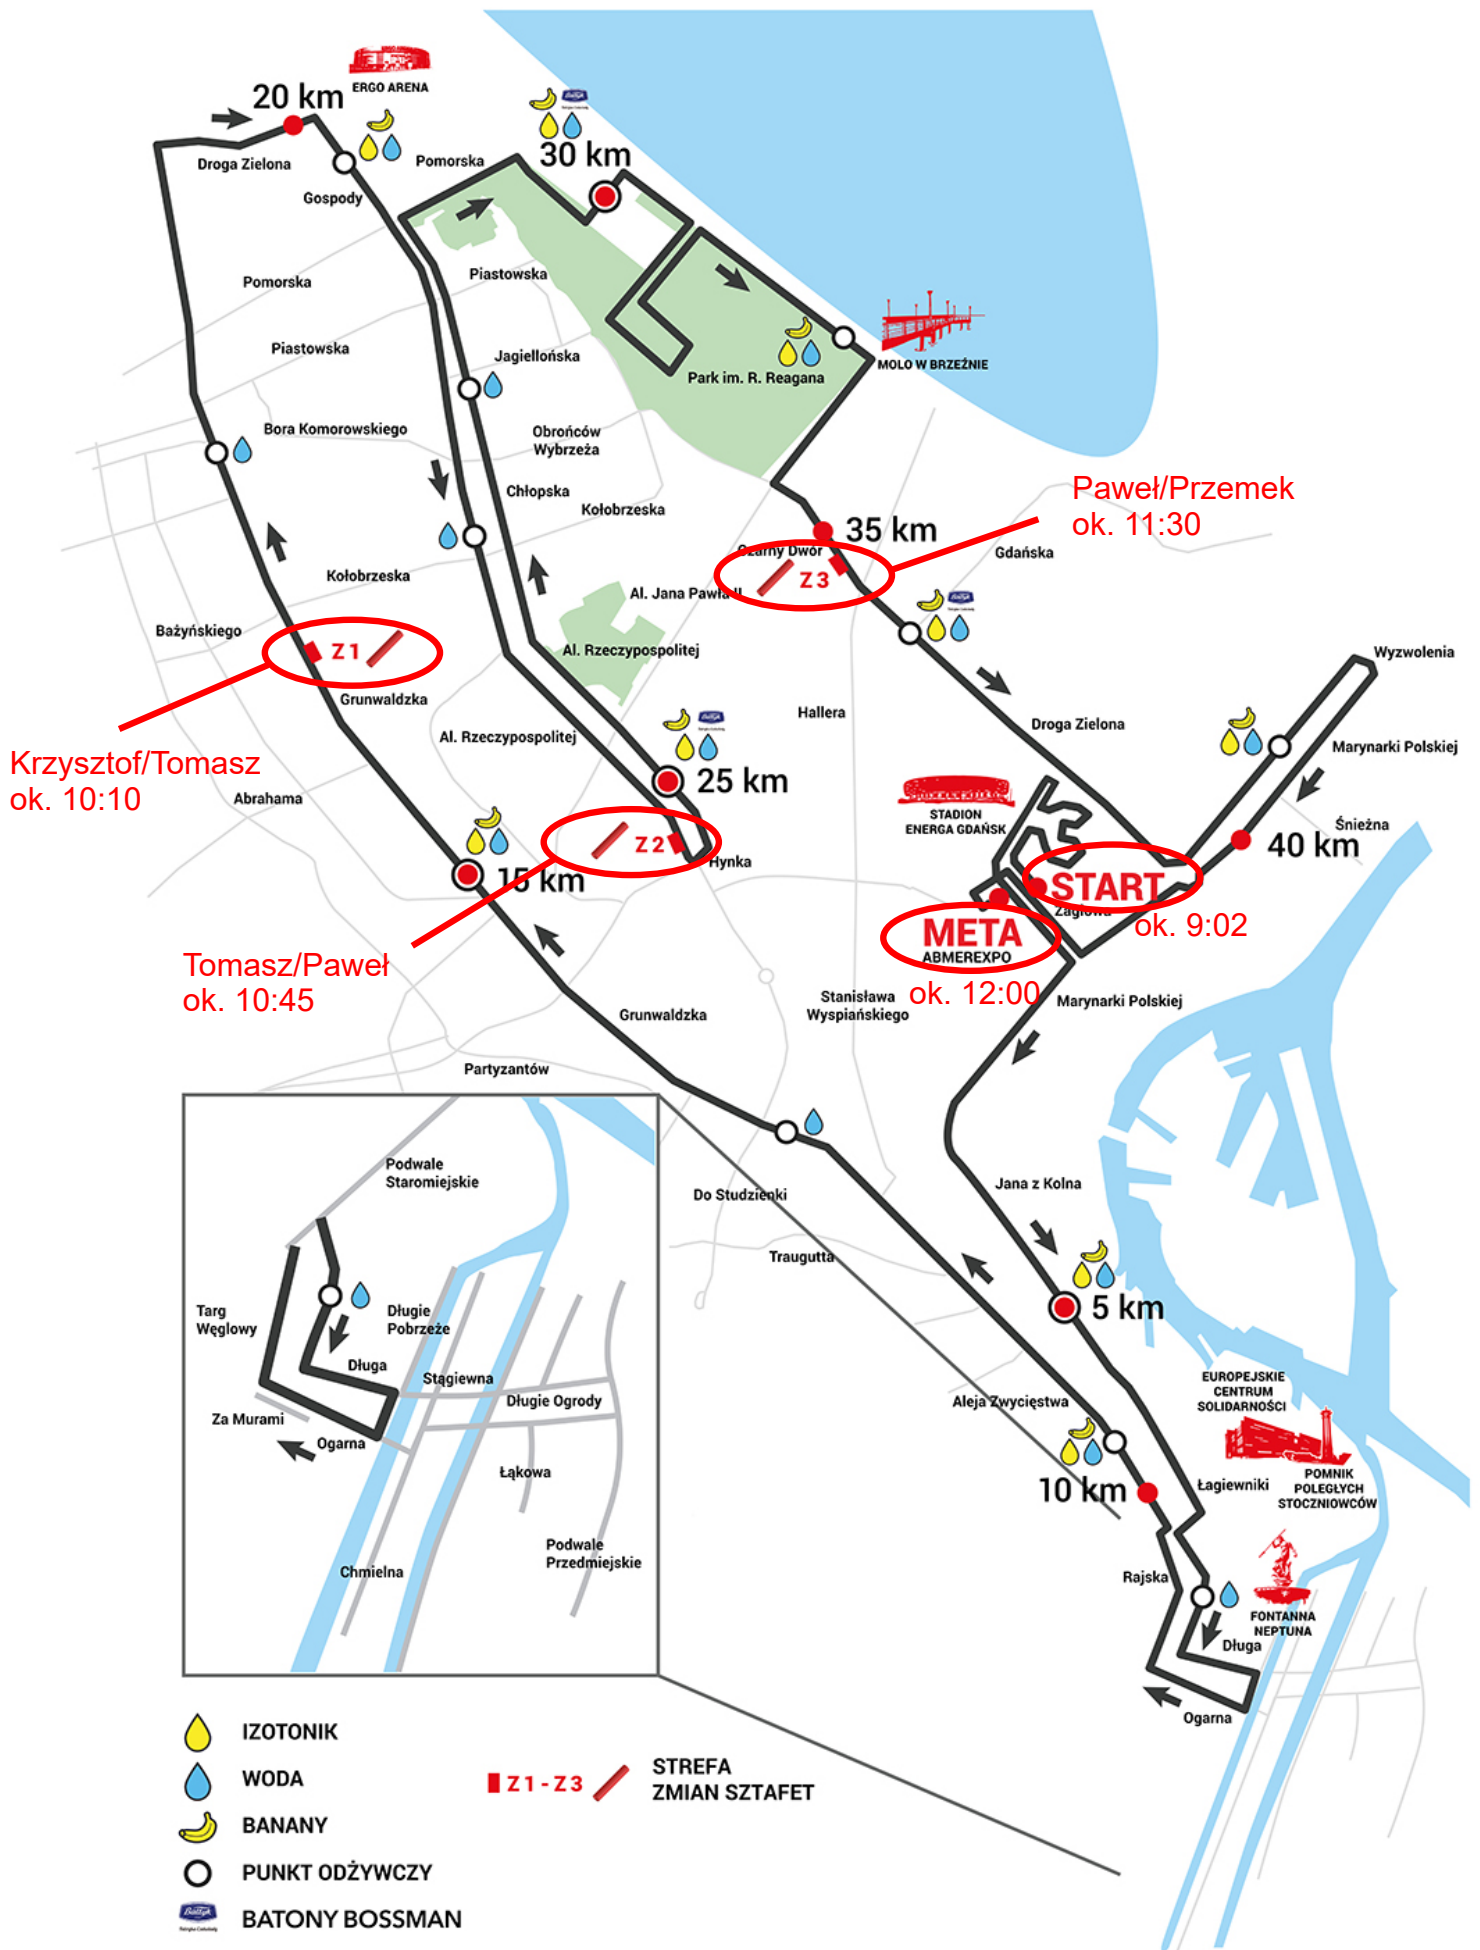 ERGO ARENA
20 km
Droga Zielona
Gospody
Pomorska
30 km
Pomorska
Piastowska
Piastowska
Jagiellońska
MOLO W BRZEŹNIE
Park im. R. Reagana
Bora Komorowskiego
Obrońców
Wybrzeża
Chłopska
Kołobrzeska
Paweł/Przemek
ok. 11:30
35 km
Czarny Dwór
Gdańska
Z3
Kołobrzeska
Al. Jana Pawła II
Bażyńskiego
Z1
Al. Rzeczypospolitej
Wyzwolenia
Grunwaldzka
Hallera
Droga Zielona
Al. Rzeczypospolitej
Marynarki Polskiej
Krzysztof/Tomasz
ok. 10:10
25 km
Abrahama
STADION
ENERGA GDAŃSK
Śnieżna
40 km
Z2
Hynka
15 km
START
Żaglowa
ok. 9:02
META
ABMEREXPO
ok. 12:00
Tomasz/Paweł
ok. 10:45
Stanisława
Wyspiańskiego
Marynarki Polskiej
Grunwaldzka
Partyzantów
Podwale
Staromiejskie
Do Studzienki
Jana z Kolna
Traugutta
5 km
Targ
Węglowy
Długie
Pobrzeże
Długa
Stągiewna
Długie Ogrody
Za Murami
Ogarna
Łąkowa
Podwale
Przedmiejskie
Chmielna
EUROPEJSKIE
CENTRUM
SOLIDARNOŚCI
Aleja Zwycięstwa
10 km
Łagiewniki
POMNIK
POLEGŁYCH
STOCZNIOWCÓW
Rajska
FONTANNA
NEPTUNA
Długa
Ogarna
IZOTONIK
WODA
BANANY
PUNKT ODŻYWCZY
Bałtyk
BATONY BOSSMAN
Z1 - Z3
STREFA
ZMIAN SZTAFET